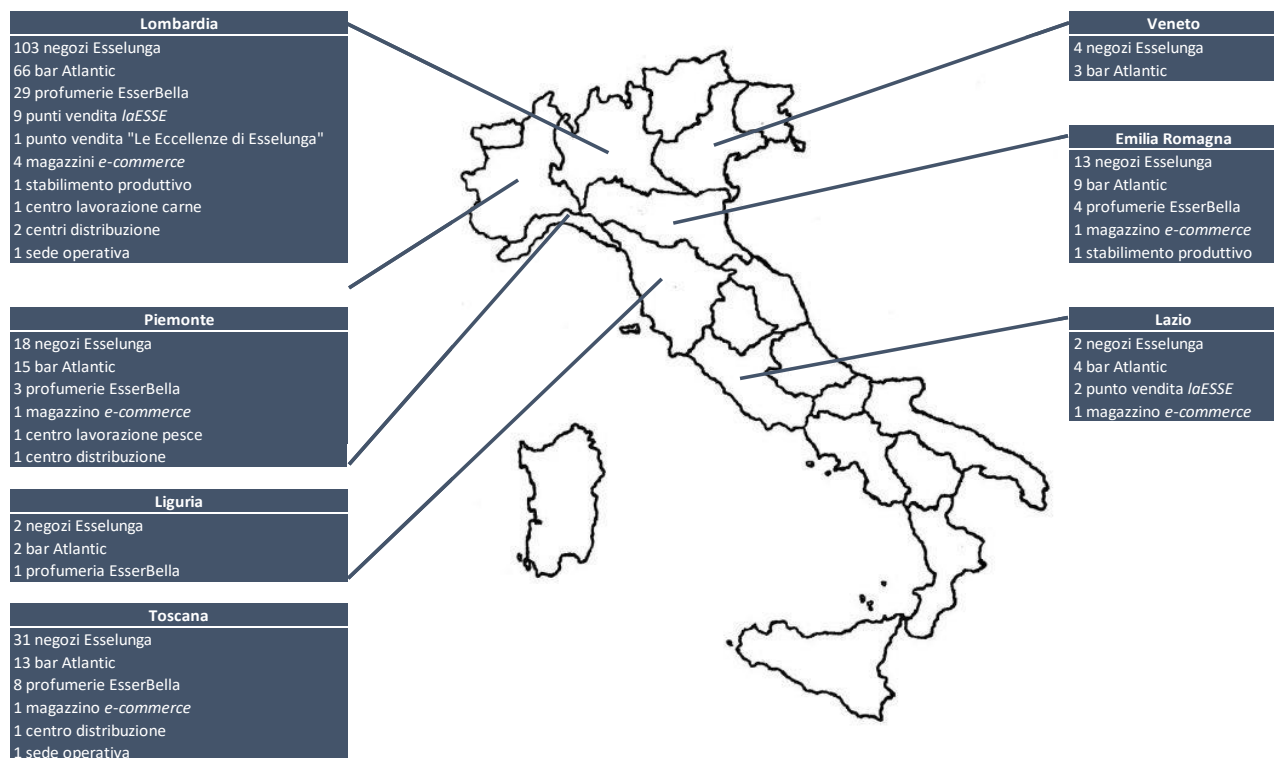 Lombardia
103 negozi Esselunga
66 bar Atlantic
29 profumerie EsserBella
9 punti vendita laESSE
1 punto vendita "Le Eccellenze di Esselunga"
4 magazzini e-commerce
1 stabilimento produttivo
1 centro lavorazione carne
2 centri distribuzione
1 sede operativa
Piemonte
18 negozi Esselunga
15 bar Atlantic
3 profumerie EsserBella
1 magazzino e-commerce
1 centro lavorazione pesce
1 centro distribuzione
Liguria
2 negozi Esselunga
2 bar Atlantic
1 profumeria EsserBella
Toscana
31 negozi Esselunga
13 bar Atlantic
8 profumerie EsserBella
1 magazzino e-commerce
1 centro distribuzione
1 sede operativa
Veneto
4 negozi Esselunga
3 bar Atlantic
Emilia Romagna
13 negozi Esselunga
9 bar Atlantic
4 profumerie EsserBella
1 magazzino e-commerce
1 stabilimento produttivo
Lazio
2 negozi Esselunga
4 bar Atlantic
2 punto vendita laESSE
1 magazzino e-commerce